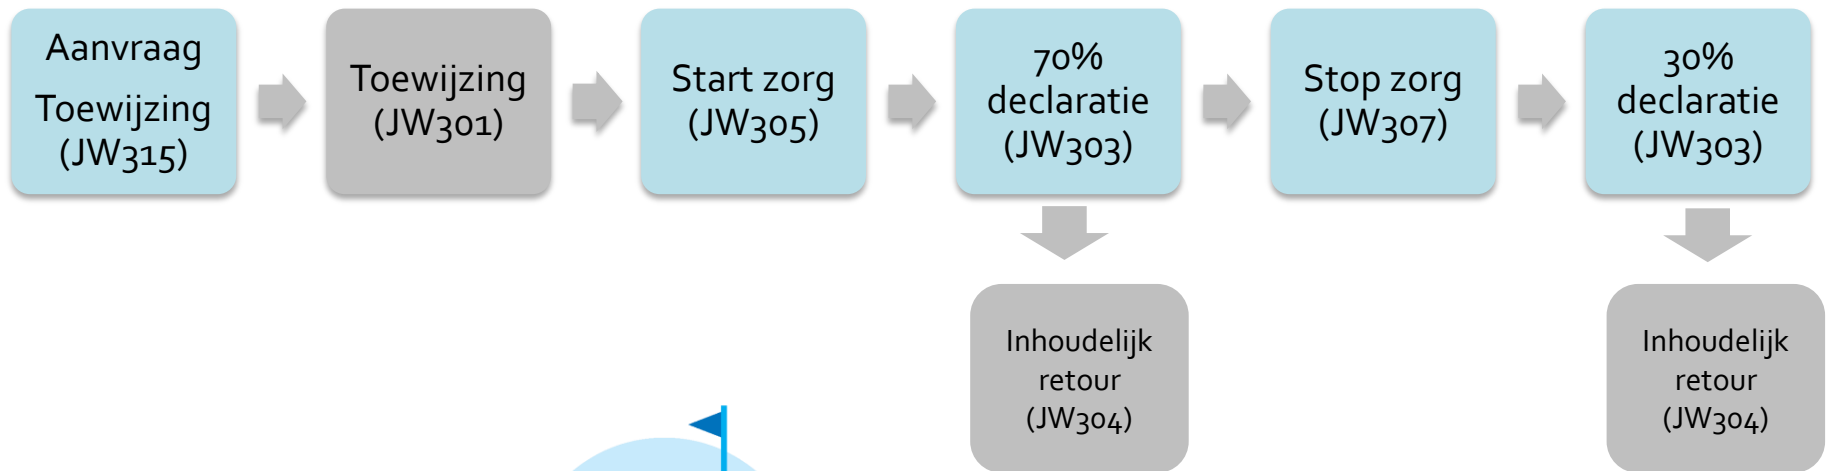 Aanvraag
Toewijzing
(JW315)
Toewijzing
(JW301)
Start zorg
(JW305)
70%
declaratie
(JW303)
Stop zorg
(JW307)
30%
declaratie
(JW303)
Inhoudelijk
retour
(JW304)
Inhoudelijk
retour
(JW304)